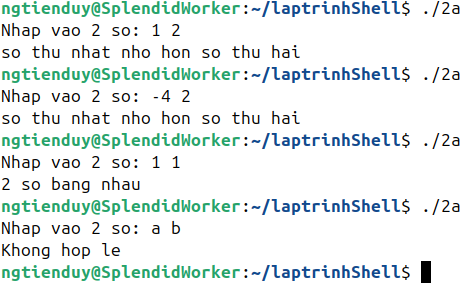 ngtienduy@SplendidWorker:~/laptrinhShell$ ./2a
Nhap vao 2 so: 1 2
so thu nhat nho hon so thu hai
ngtienduy@SplendidWorker:~/laptrinhShell$ ./2a
Nhap vao 2 so: -4 2
so thu nhat nho hon so thu hai
ngtienduy@SplendidWorker:~/laptrinhShell$ ./2a
Nhap vao 2 so: 1 1
2 so bang nhau
ngtienduy@SplendidWorker:~/laptrinhShell$ ./2a
Nhap vao 2 so: a b
Khong hop le
ngtienduy@SplendidWorker:~/laptrinhShell$